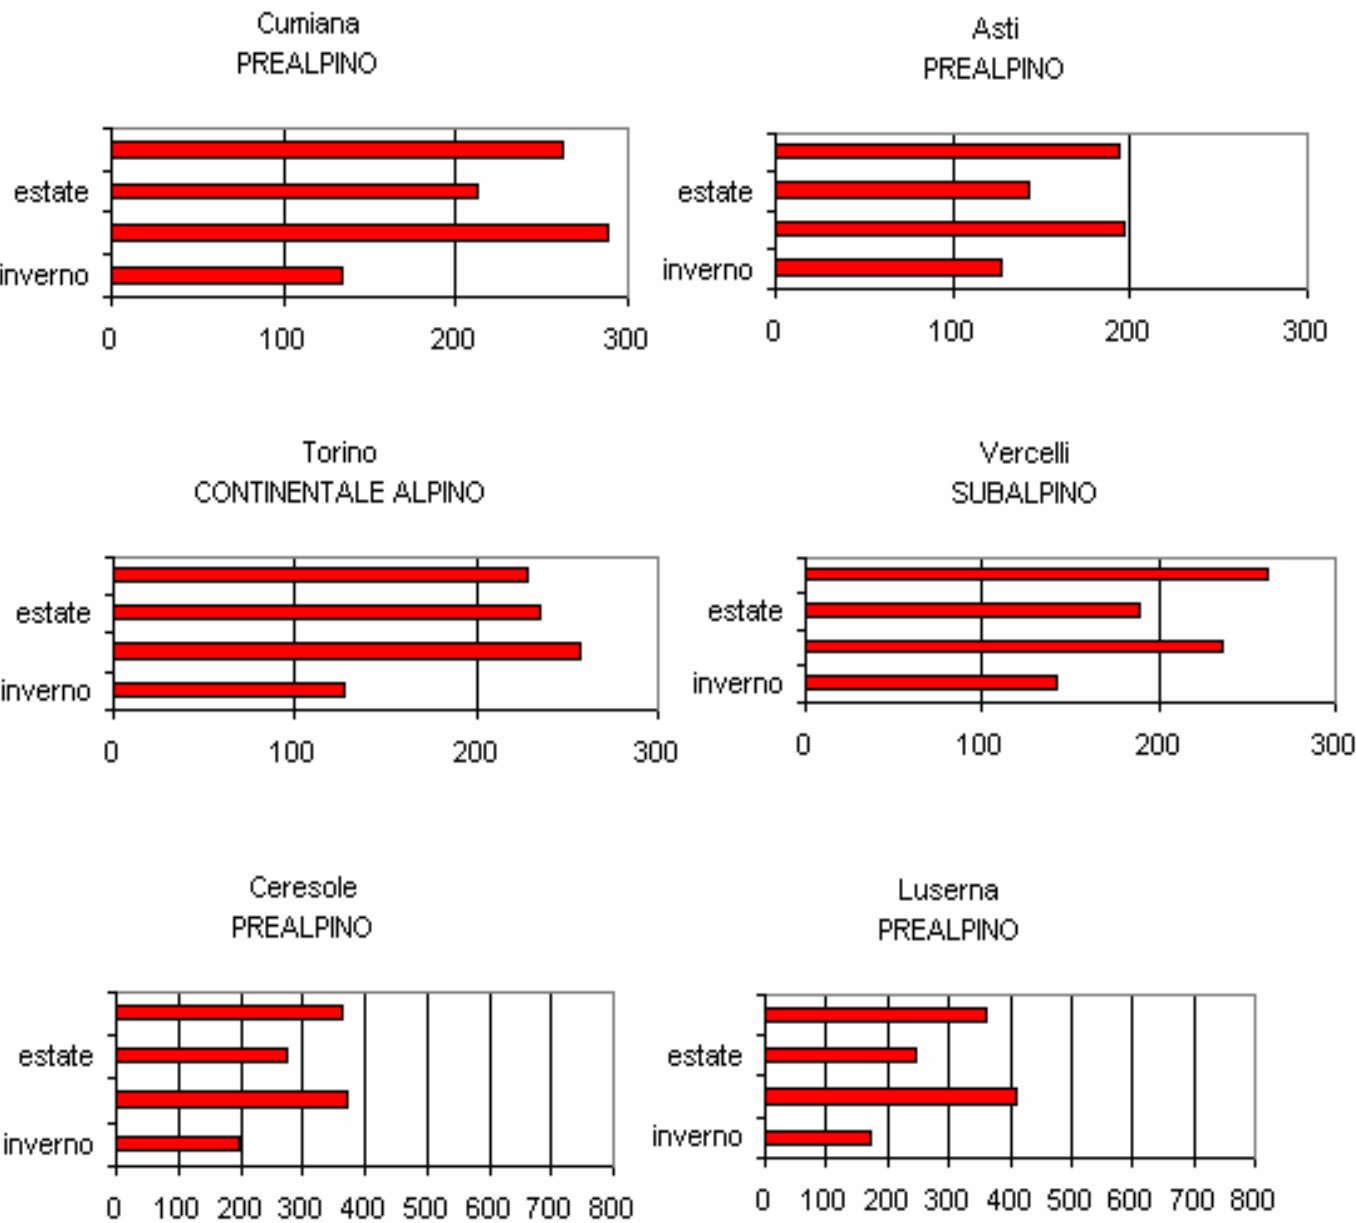 Cumiana
PREALPINO
estate
inverno
0 100 200 300
Asti
PREALPINO
estate
inverno
0 100 200 300
Torino
CONTINENTALE ALPINO
estate
inverno
0 100 200 300
Vercelli
SUBALPINO
estate
inverno
0 100 200 300
Ceresole
PREALPINO
estate
inverno
0 100 200 300 400 500 600 700 800
Luserna
PREALPINO
estate
inverno
0 100 200 300 400 500 600 700 800